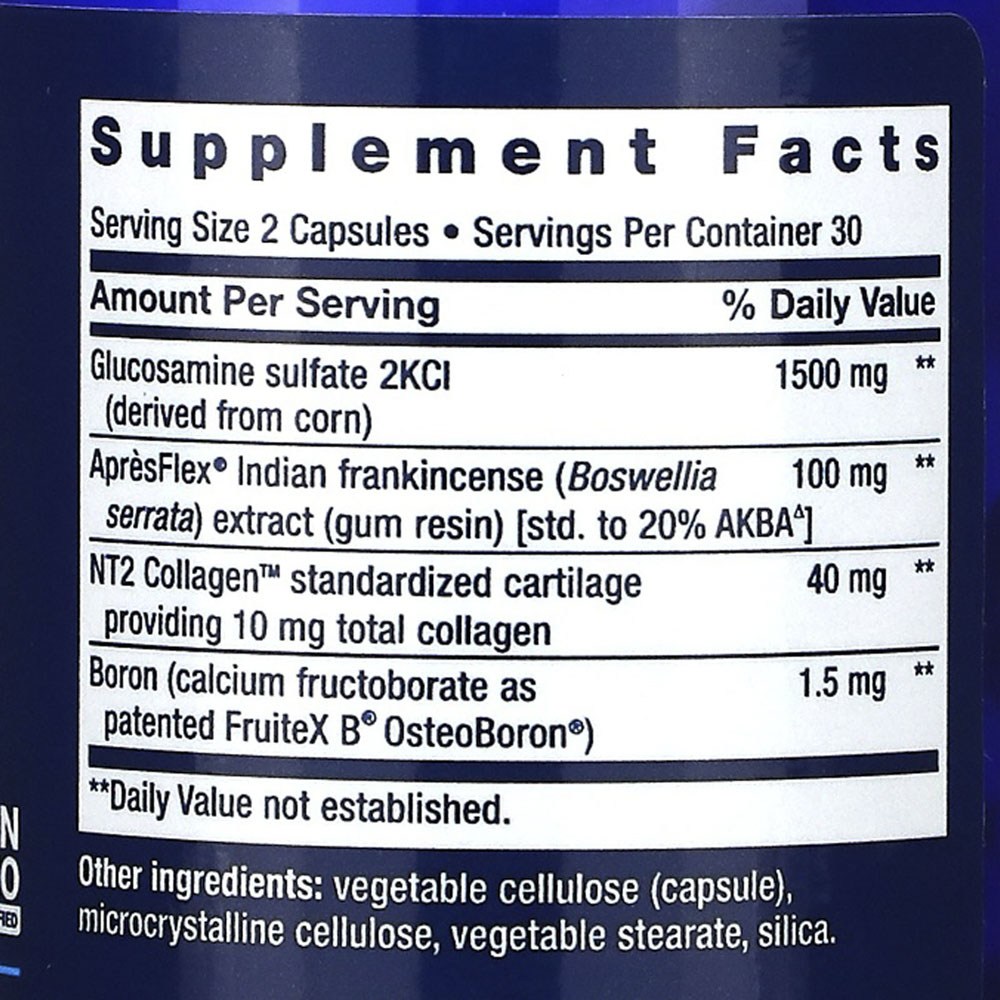 Supplement Facts
Serving Size 2 Capsules • Servings Per Container 30
Amount Per Serving % Daily Value
Glucosamine sulfate 2KCl 1500 mg **
(derived from corn)
AprèsFlex® Indian frankincense (Boswellia 100 mg **
serrata) extract (gum resin) [std. to 20% AKBAᐞ]
NT2 Collagen™ standardized cartilage 40 mg **
providing 10 mg total collagen
Boron (calcium fructoborate as 1.5 mg **
patented FruiteX B® OsteoBoron®)
**Daily Value not established.
Other ingredients: vegetable cellulose (capsule),
microcrystalline cellulose, vegetable stearate, silica.